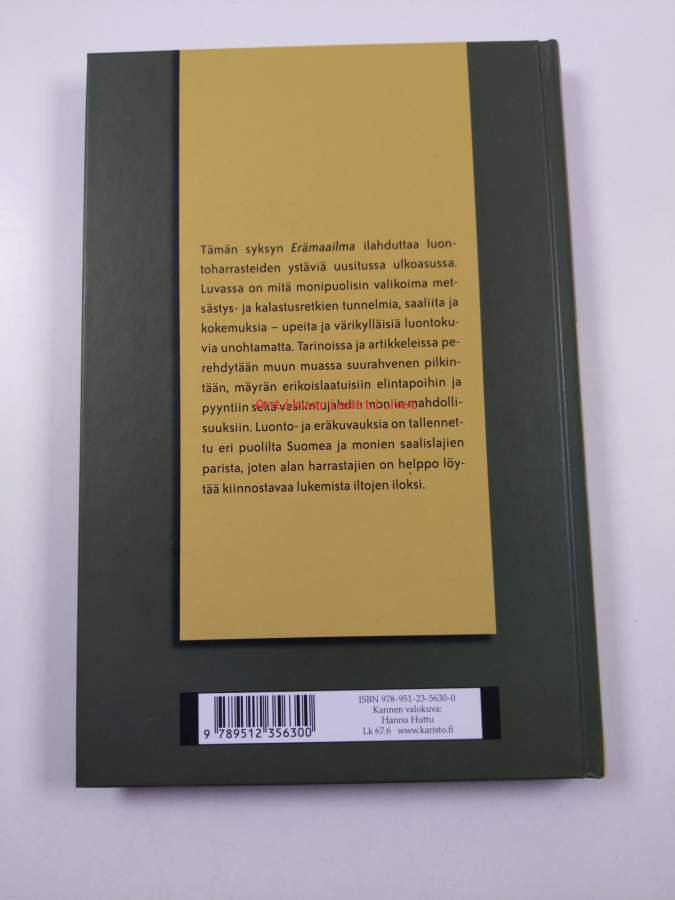 Tämän syksyn Erämaailma ilahduttaa luon-
toharrasteiden ystäviä uusitussa ulkoasussa.
Luvassa on mitä monipuolisin valikoima met-
sästys- ja kalastusretkien tunnelmia, saaliita ja
kokemuksia – upeita ja värikylläisiä luontoku-
via unohtamatta. Tarinoissa ja artikkeleissa pe-
rehdytään muun muassa suurahvenen pilkin-
tään, mäyrän erikoislaatuisiin elintapoihin ja
pyyntiin sekä vesilintujahdin moniin mahdolli-
suuksiin. Luonto- ja eräkuvauksia on tallennet-
tu eri puolilta Suomea ja monien saalislajien
parista, joten alan harrastajien on helppo löy-
tää kiinnostavaa lukemista iltojen iloksi.
ISBN 978-951-23-5630-0
Kannen valokuva:
Hannu Huttu
Lk 67.6 www.karisto.fi
9 789512 356300